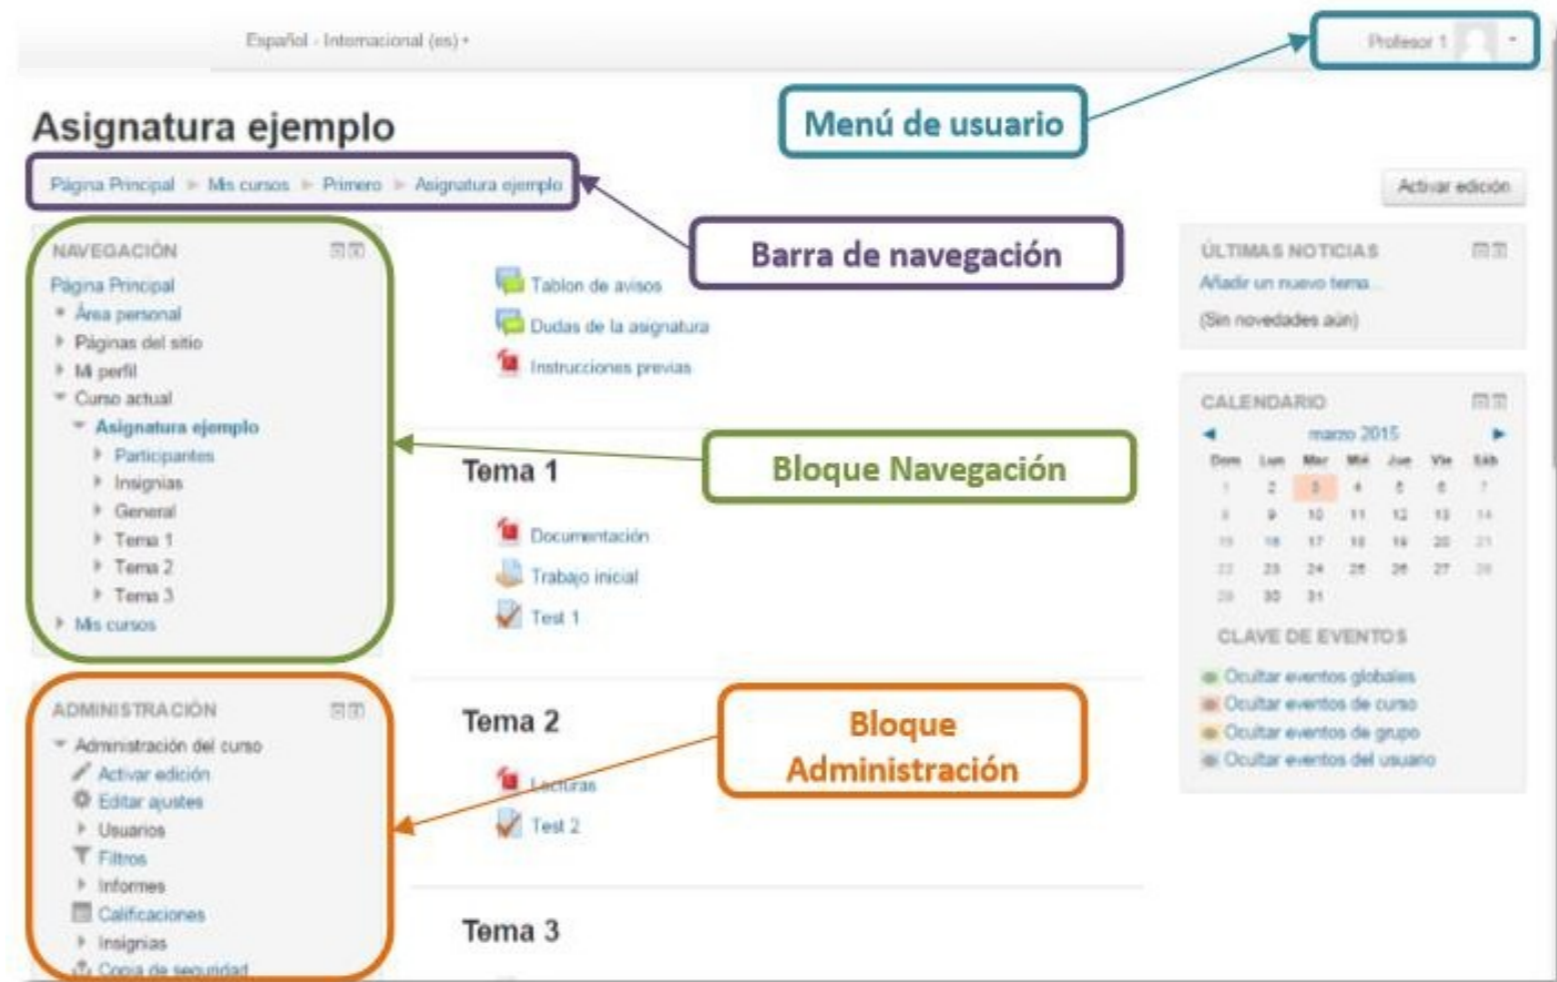 Español - Internacional (es)
Profesor 1
Menú de usuario
Asignatura ejemplo
Página Principal Mis cursos Primero Asignatura ejemplo
Activar edición
Barra de navegación
NAVEGACIÓN
Página Principal
Área personal
Páginas del sitio
Mi perfil
Curso actual
Asignatura ejemplo
Participantes
Insignias
General
Tema 1
Tema 2
Tema 3
Mis cursos
ADMINISTRACIÓN
Administración del curso
Activar edición
Editar ajustes
Usuarios
Filtros
Informes
Calificaciones
Insignias
Copia de seguridad
Tablon de avisos
Dudas de la asignatura
Instrucciones previas
Bloque Navegación
Tema 1
Documentación
Trabajo inicial
Test 1
Bloque
Administración
Tema 2
Lecturas
Test 2
Tema 3
ÚLTIMAS NOTICIAS
Añadir un nuevo tema...
(Sin novedades aún)
CALENDARIO
marzo 2015
Dom Lun Mar Mié Jue Vie Sáb
1 2 3 4 5 6 7
8 9 10 11 12 13 14
15 16 17 18 19 20 21
22 23 24 25 26 27 28
29 30 31
CLAVE DE EVENTOS
Ocultar eventos globales
Ocultar eventos de curso
Ocultar eventos de grupo
Ocultar eventos del usuario